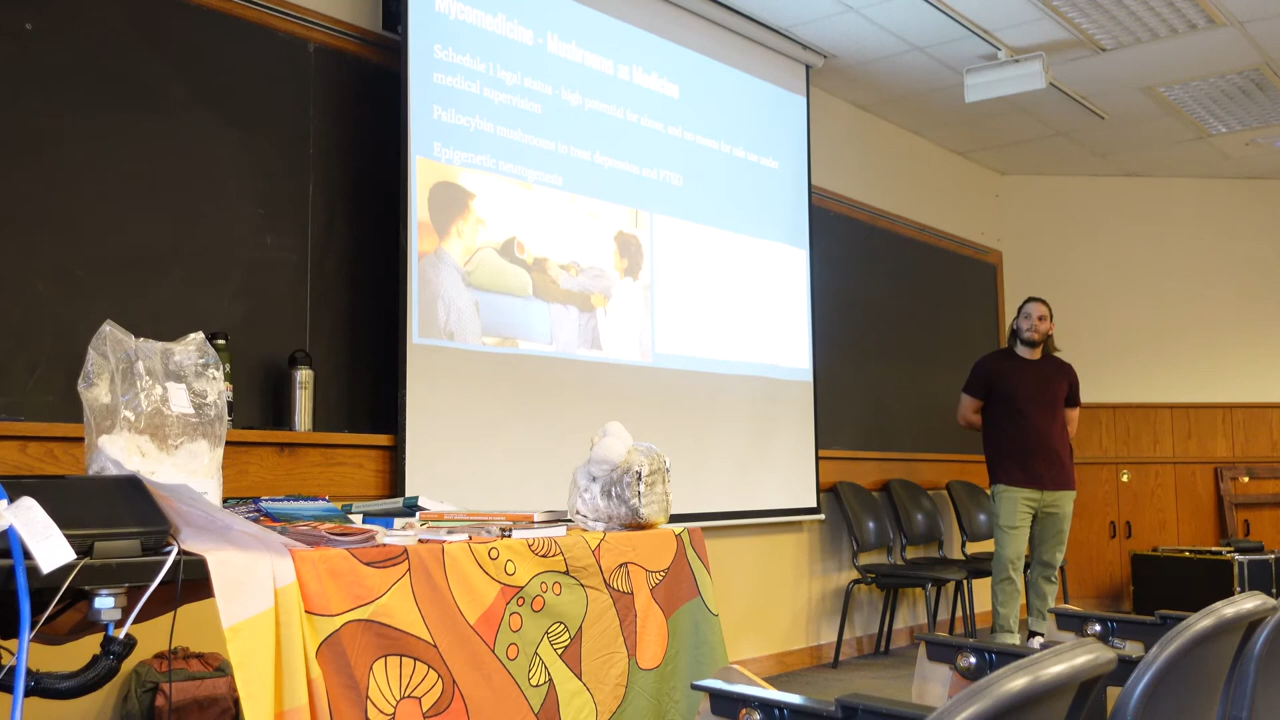 Mycomedicine - Mushrooms as Medicine
Schedule 1 legal status - high potential for abuse, and no means for safe use under
medical supervision
Psilocybin mushrooms to treat depression and PTSD
Epigenetic neurogenesis